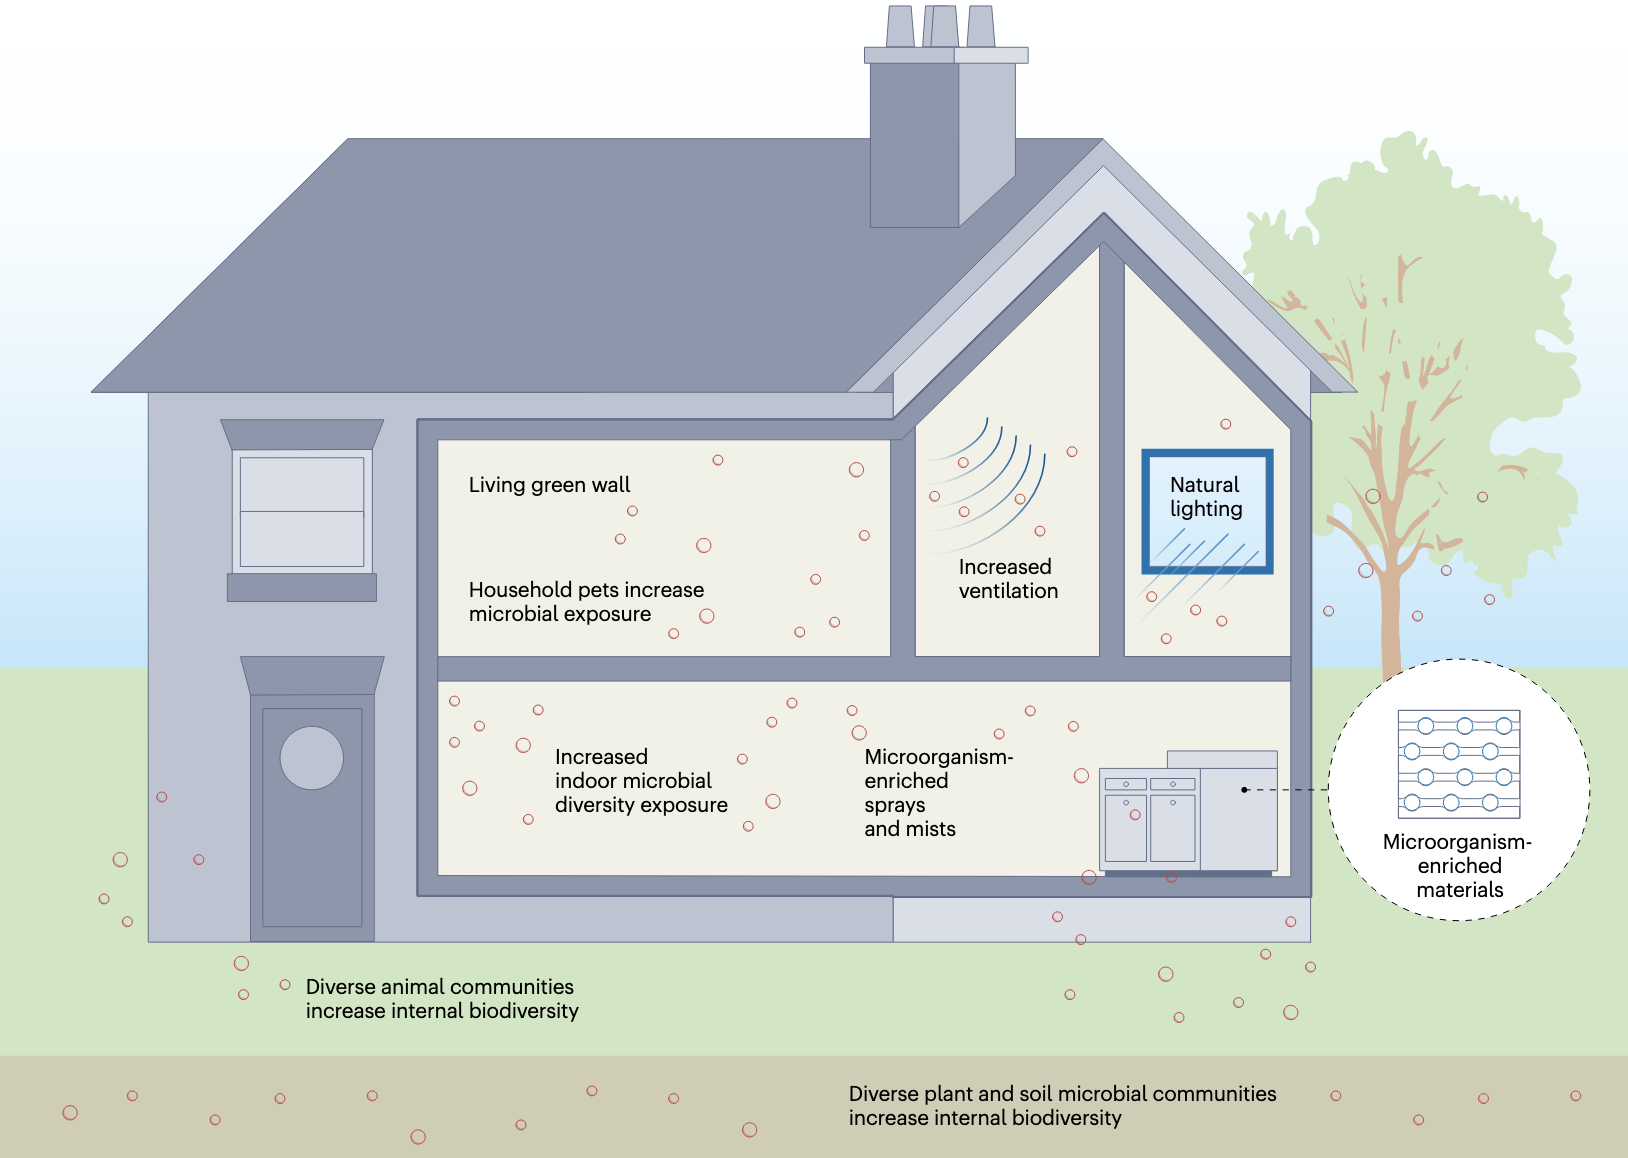 Living green wall
Household pets increase
microbial exposure
Increased
ventilation
Natural
lighting
Increased
indoor microbial
diversity exposure
Microorganism-
enriched
sprays
and mists
Microorganism-
enriched
materials
Diverse animal communities
increase internal biodiversity
Diverse plant and soil microbial communities
increase internal biodiversity